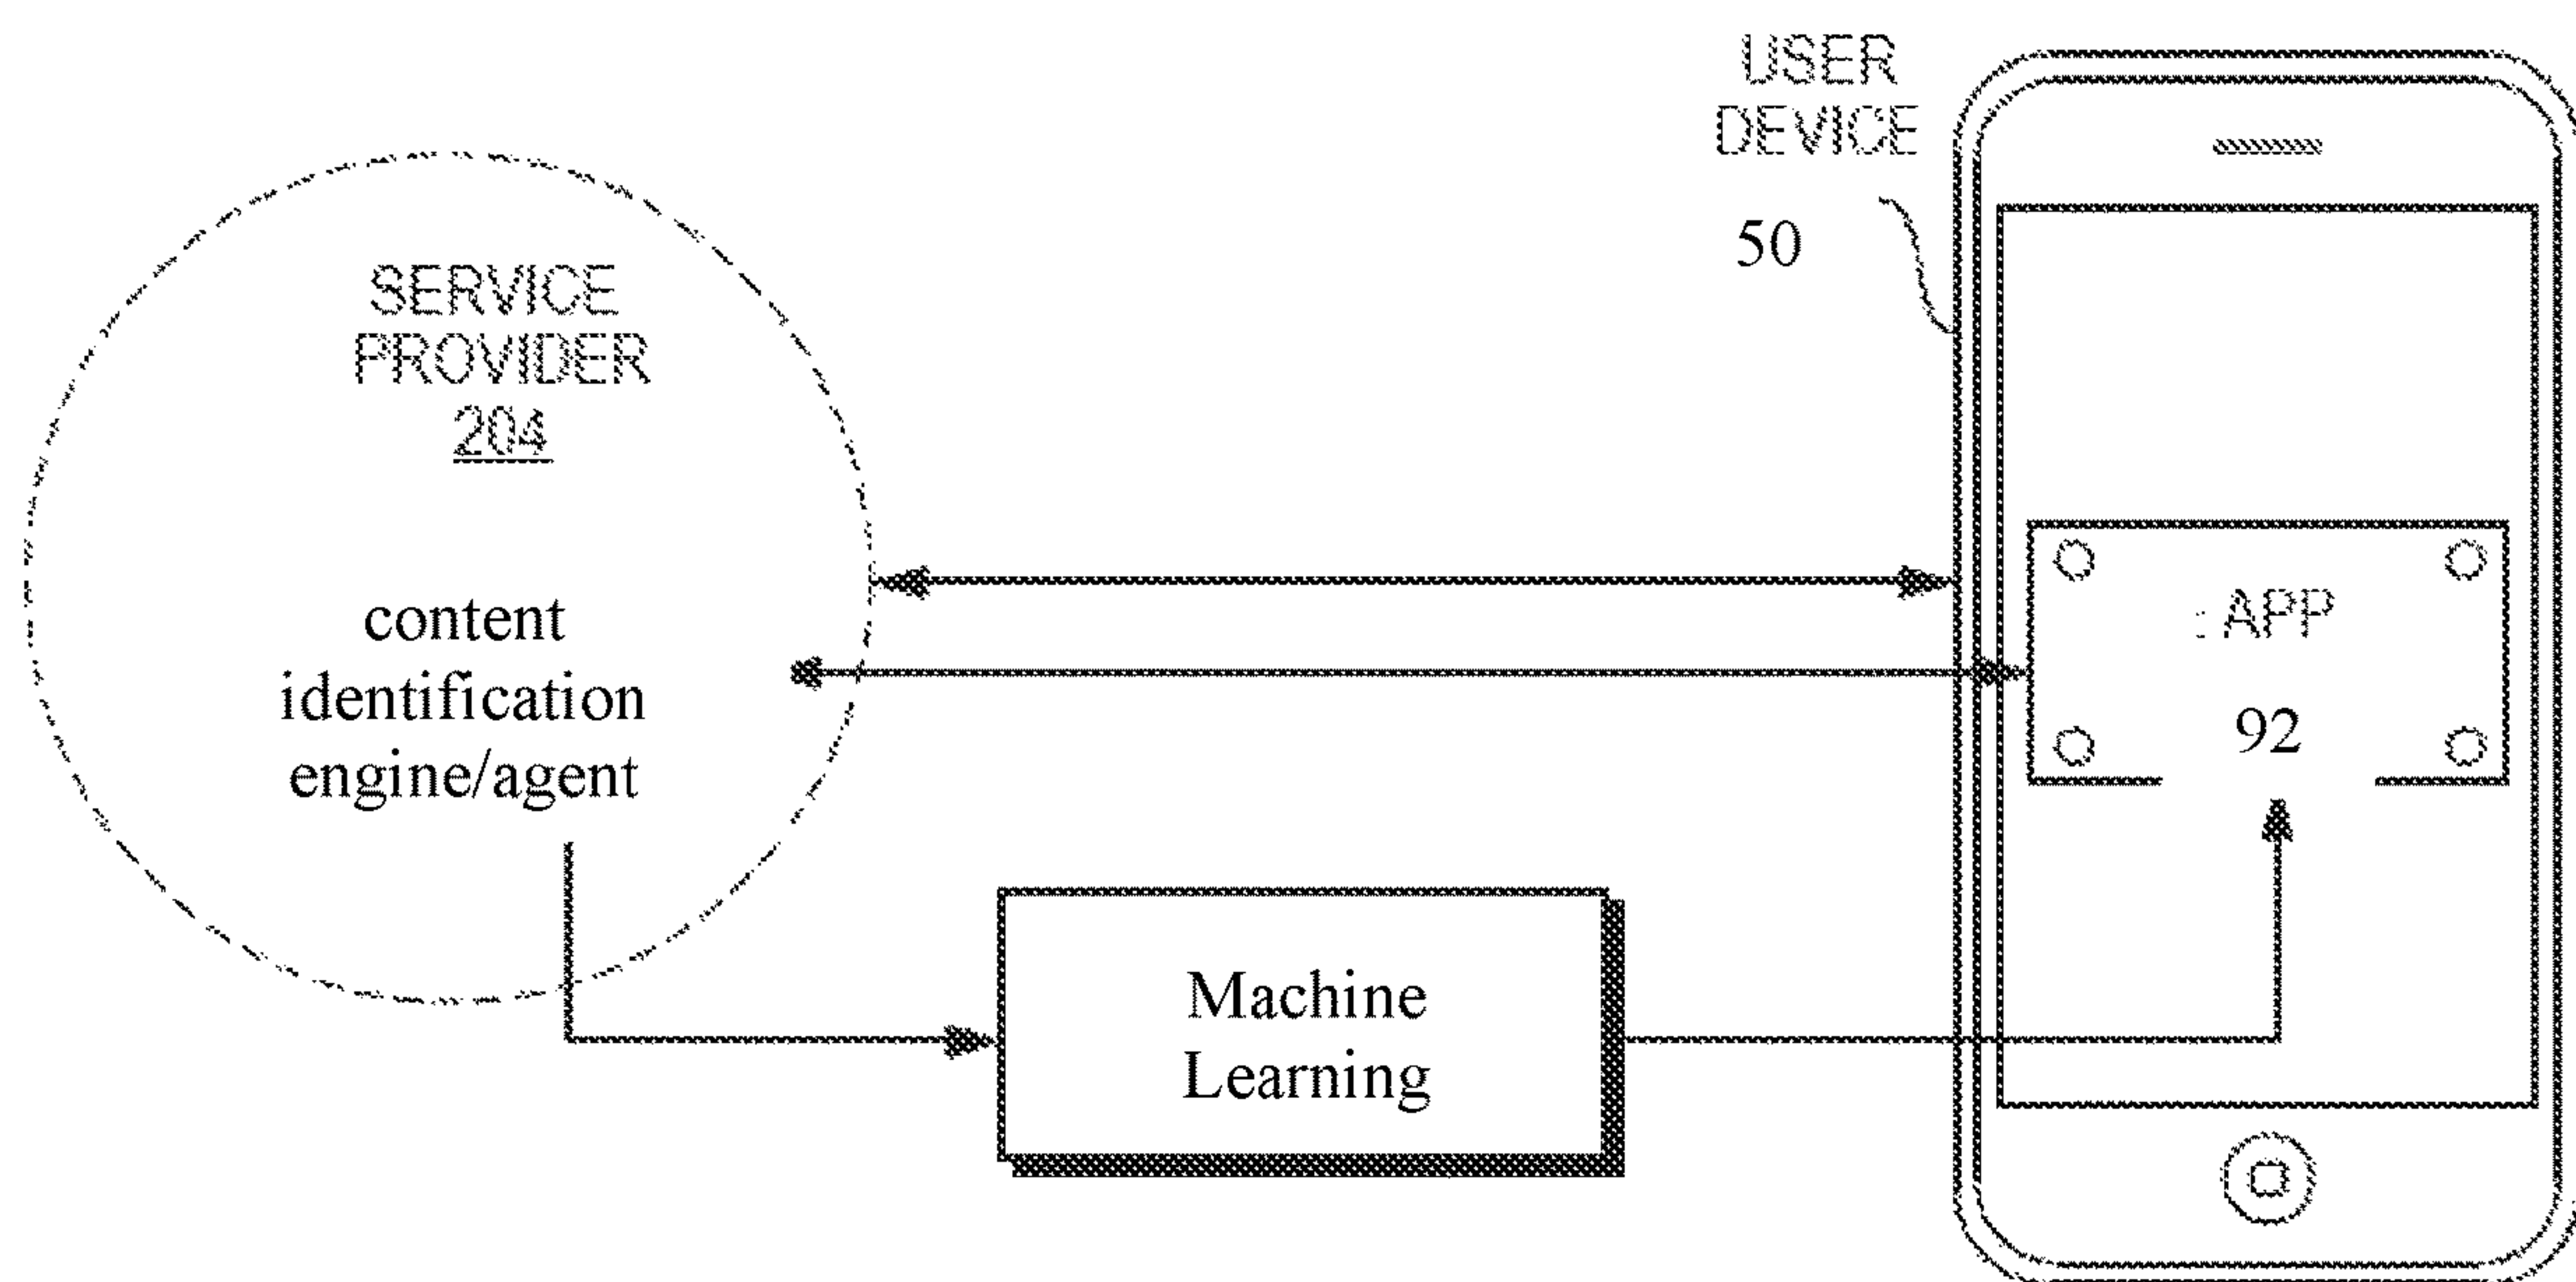 USER
DEVICE
50
SERVICE
PROVIDER
204
content
identification
engine/agent
APP
92
Machine
Learning